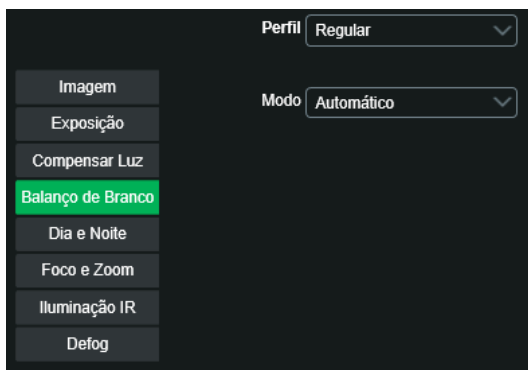 Perfil Regular
Imagem
Modo Automático
Exposição
Compensar Luz
Balanço de Branco
Dia e Noite
Foco e Zoom
Iluminação IR
Defog